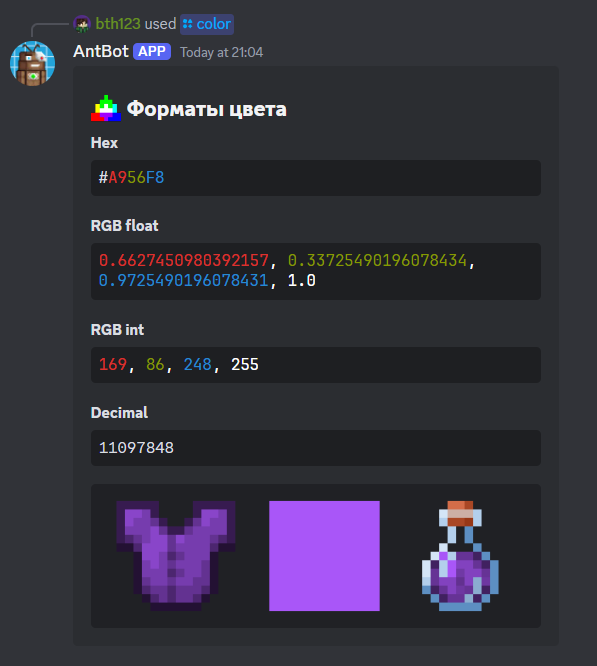 bth123 used color
AntBot APP Today at 21:04
Форматы цвета
Hex
#A956F8
RGB float
0.6627450980392157, 0.33725490196078434,
0.9725490196078431, 1.0
RGB int
169, 86, 248, 255
Decimal
11097848